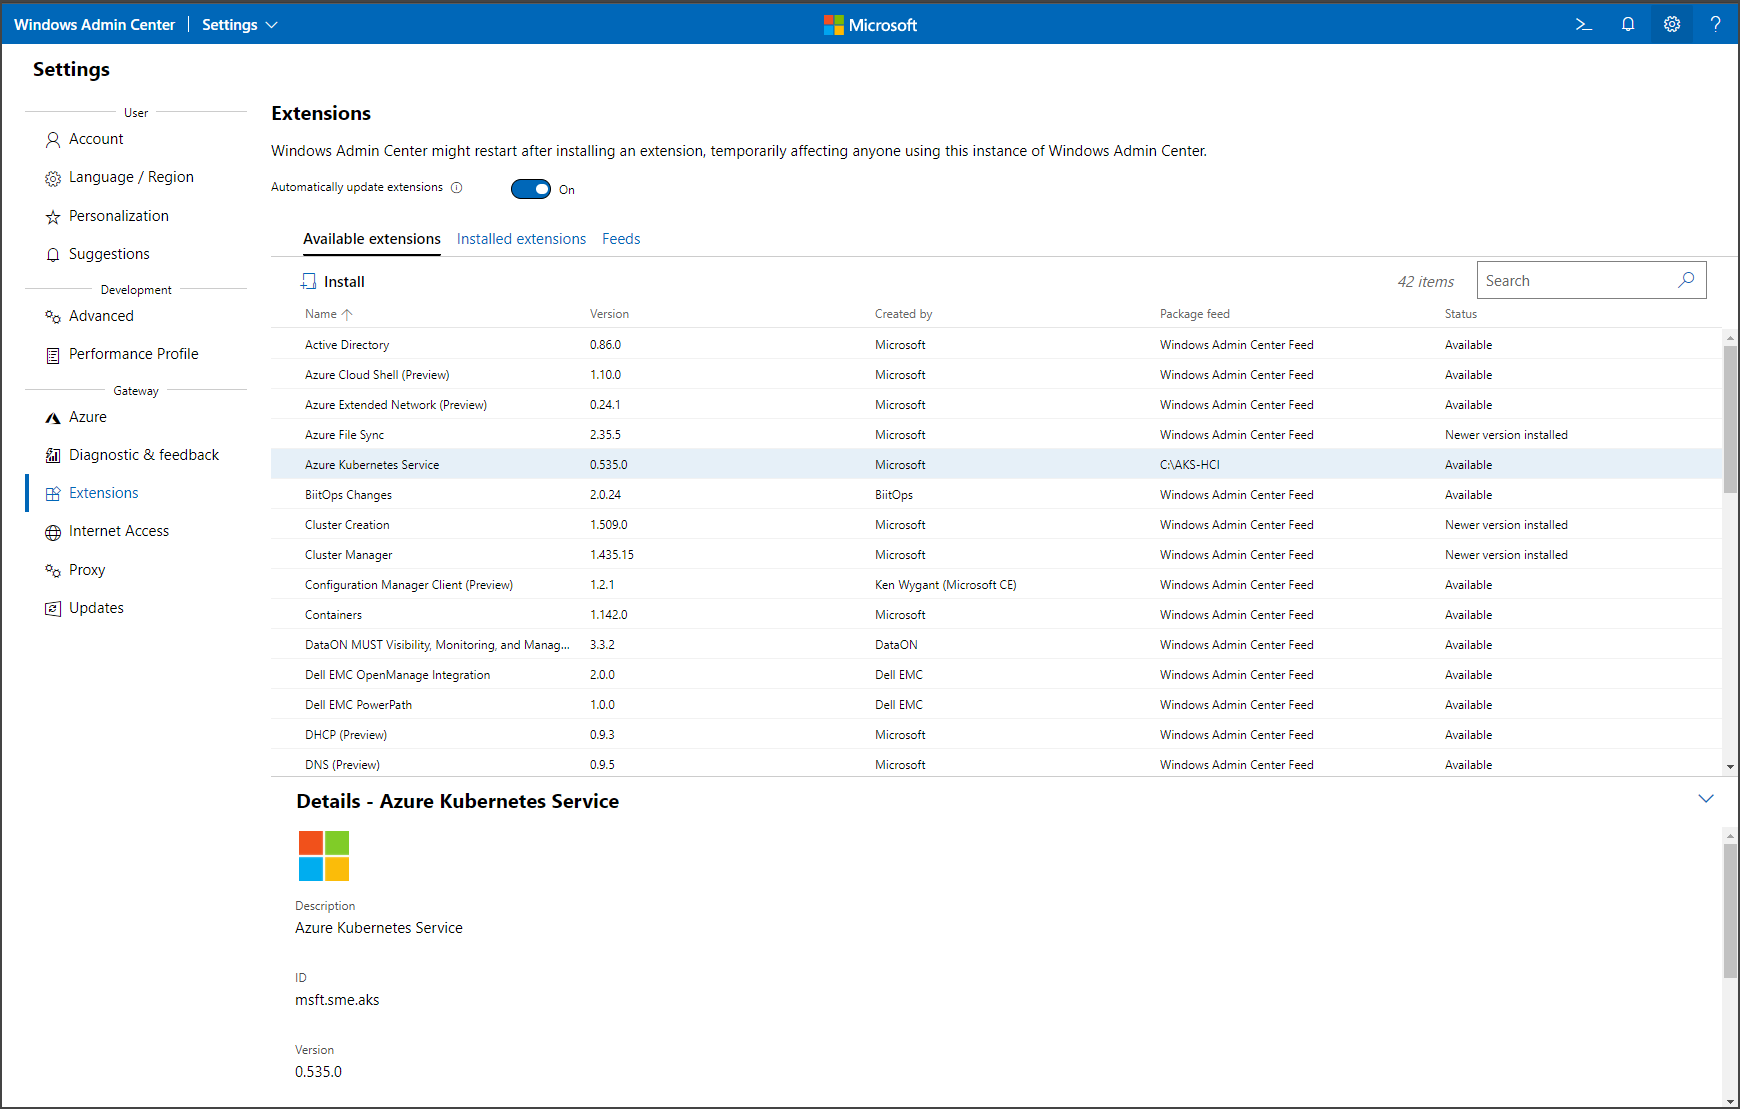 Windows Admin Center | Settings
Microsoft
>_
?
Settings
User
Account
Language / Region
Personalization
Suggestions
Development
Advanced
Performance Profile
Gateway
Azure
Diagnostic & feedback
Extensions
Internet Access
Proxy
Updates
Extensions
Windows Admin Center might restart after installing an extension, temporarily affecting anyone using this instance of Windows Admin Center.
Automatically update extensions On
Available extensions Installed extensions Feeds
Install 42 items Search
Name Version Created by Package feed Status
Active Directory 0.86.0 Microsoft Windows Admin Center Feed Available
Azure Cloud Shell (Preview) 1.10.0 Microsoft Windows Admin Center Feed Available
Azure Extended Network (Preview) 0.24.1 Microsoft Windows Admin Center Feed Available
Azure File Sync 2.35.5 Microsoft Windows Admin Center Feed Newer version installed
Azure Kubernetes Service 0.535.0 Microsoft C:\AKS-HCI Available
BiitOps Changes 2.0.24 BiitOps Windows Admin Center Feed Available
Cluster Creation 1.509.0 Microsoft Windows Admin Center Feed Newer version installed
Cluster Manager 1.435.15 Microsoft Windows Admin Center Feed Newer version installed
Configuration Manager Client (Preview) 1.2.1 Ken Wygant (Microsoft CE) Windows Admin Center Feed Available
Containers 1.142.0 Microsoft Windows Admin Center Feed Available
DataON MUST Visibility, Monitoring, and Manag... 3.3.2 DataON Windows Admin Center Feed Available
Dell EMC OpenManage Integration 2.0.0 Dell EMC Windows Admin Center Feed Available
Dell EMC PowerPath 1.0.0 Dell EMC Windows Admin Center Feed Available
DHCP (Preview) 0.9.3 Microsoft Windows Admin Center Feed Available
DNS (Preview) 0.9.5 Microsoft Windows Admin Center Feed Available
Details - Azure Kubernetes Service
Description
Azure Kubernetes Service
ID
msft.sme.aks
Version
0.535.0